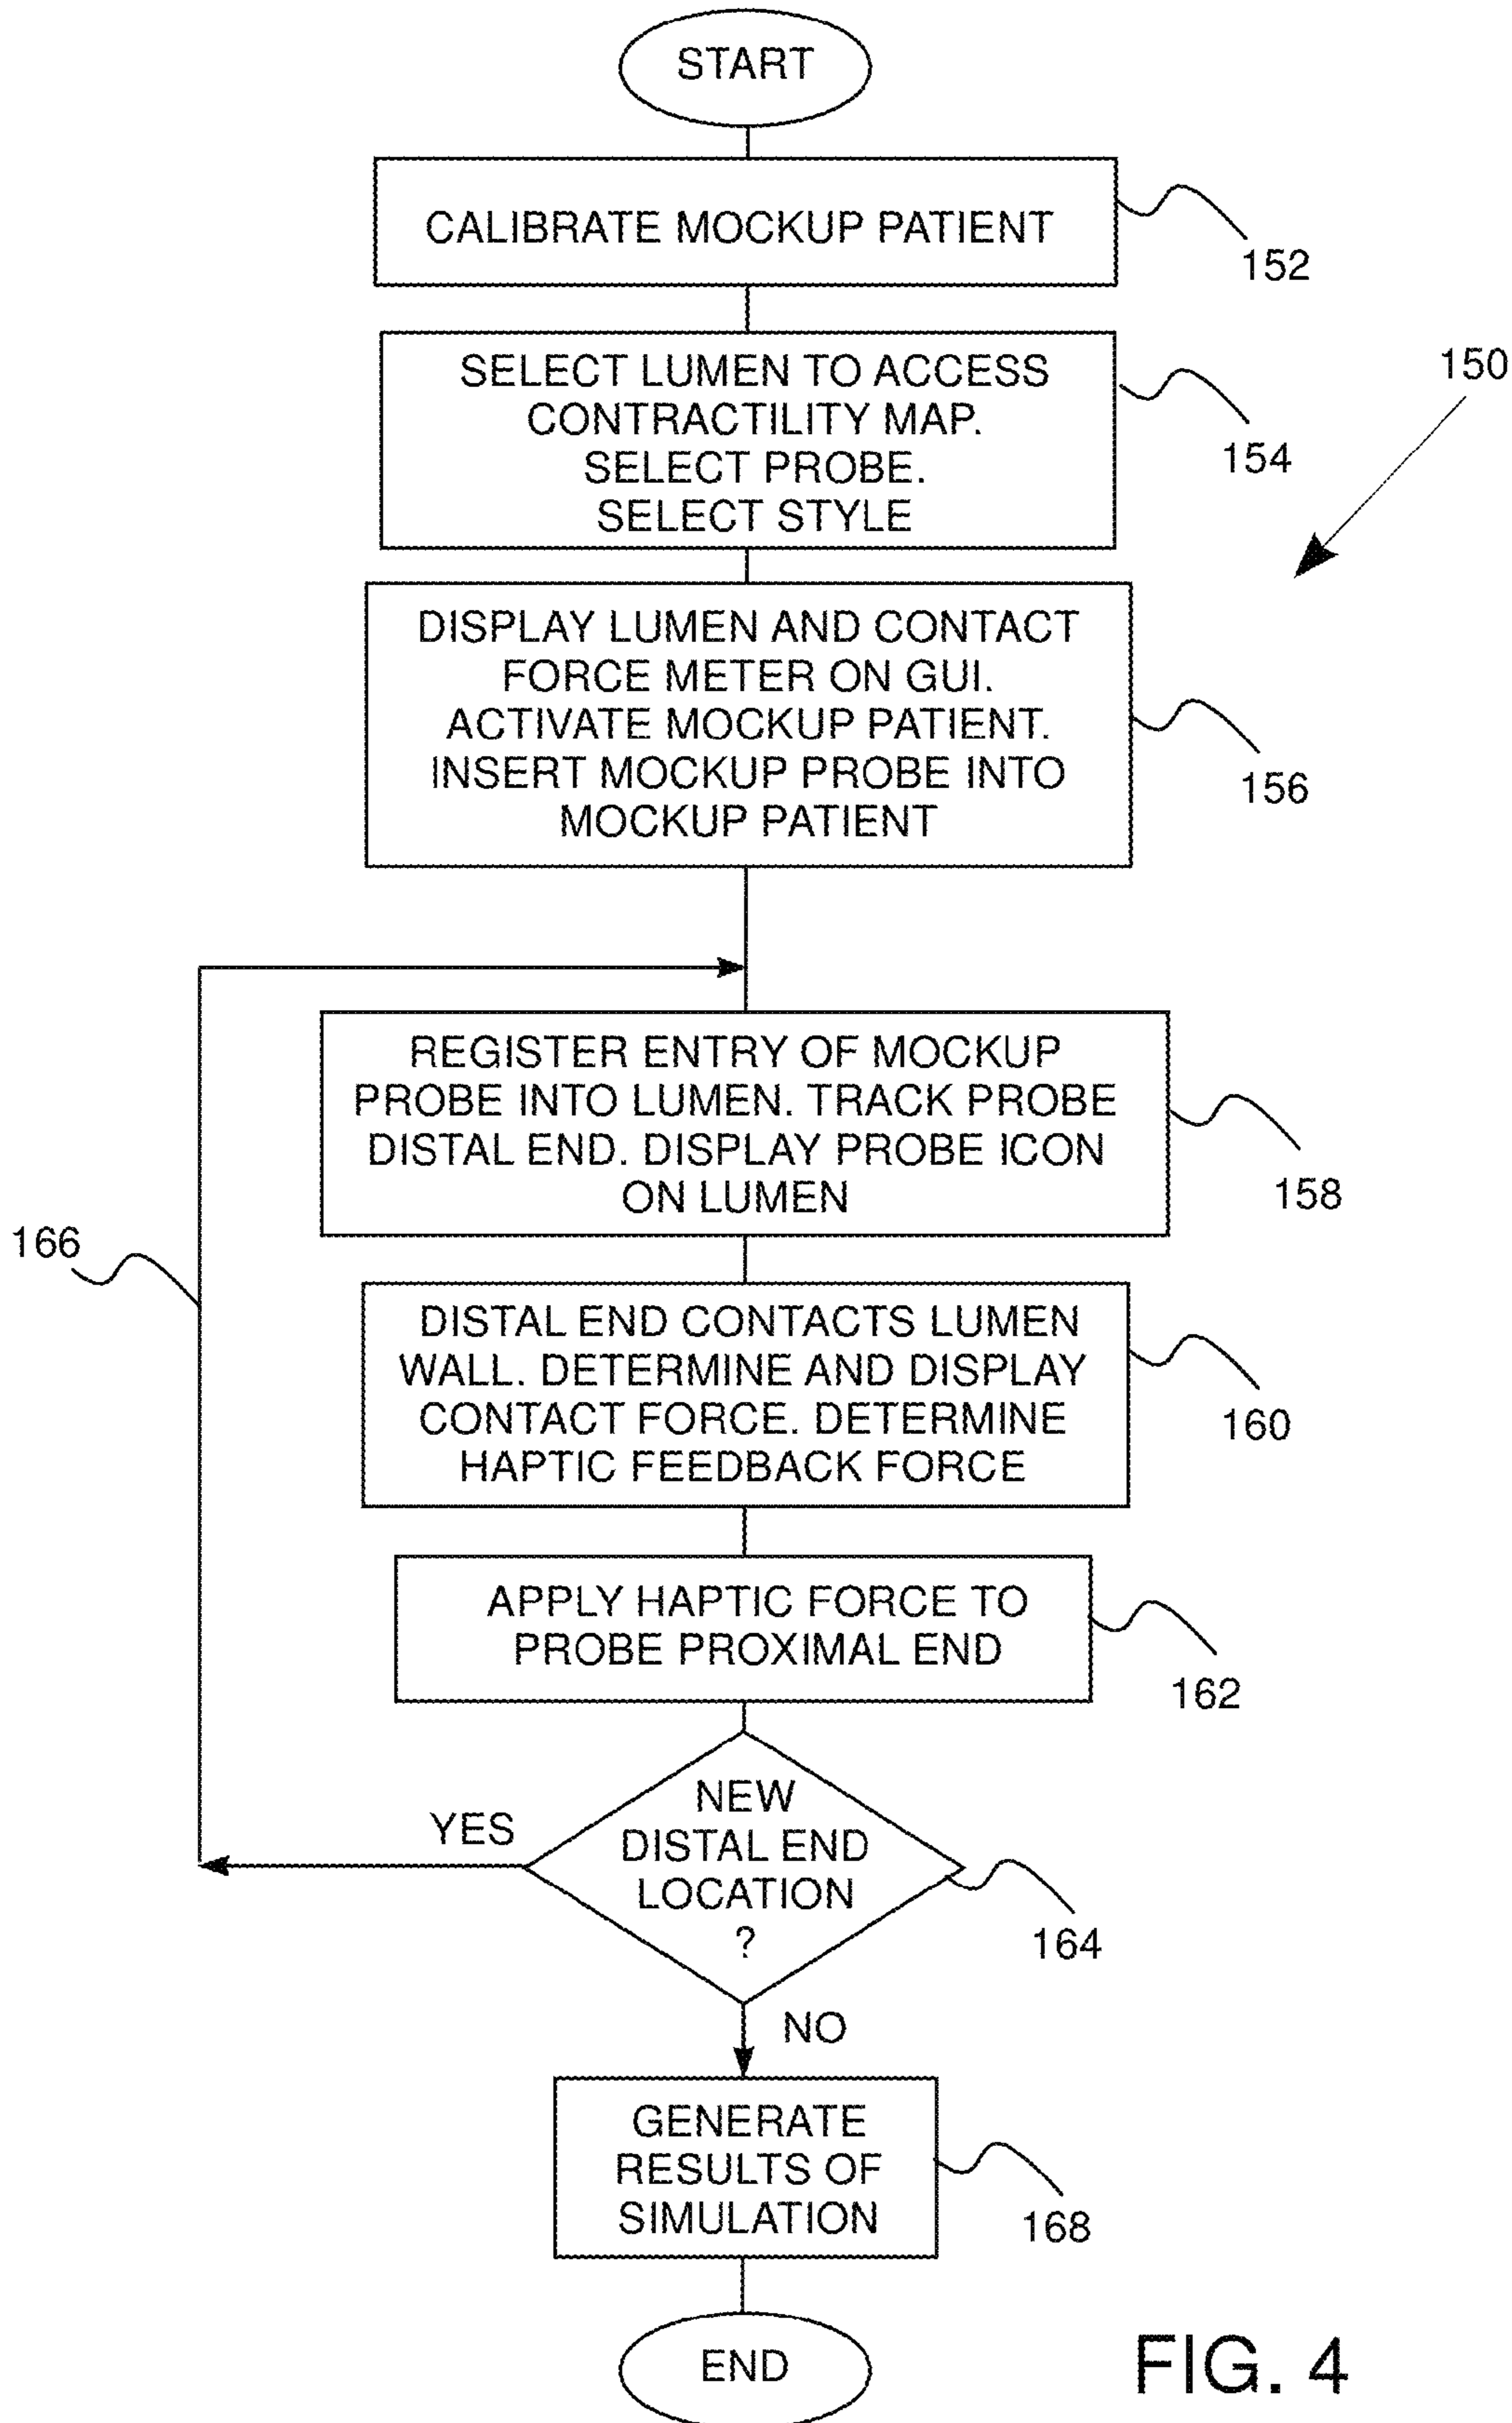 START
CALIBRATE MOCKUP PATIENT
152
SELECT LUMEN TO ACCESS
CONTRACTILITY MAP.
SELECT PROBE.
SELECT STYLE
154
150
DISPLAY LUMEN AND CONTACT
FORCE METER ON GUI.
ACTIVATE MOCKUP PATIENT.
INSERT MOCKUP PROBE INTO
MOCKUP PATIENT
156
REGISTER ENTRY OF MOCKUP
PROBE INTO LUMEN. TRACK PROBE
DISTAL END. DISPLAY PROBE ICON
ON LUMEN
158
166
DISTAL END CONTACTS LUMEN
WALL. DETERMINE AND DISPLAY
CONTACT FORCE. DETERMINE
HAPTIC FEEDBACK FORCE
160
APPLY HAPTIC FORCE TO
PROBE PROXIMAL END
162
YES
NEW
DISTAL END
LOCATION
?
164
NO
GENERATE
RESULTS OF
SIMULATION
168
END
FIG. 4